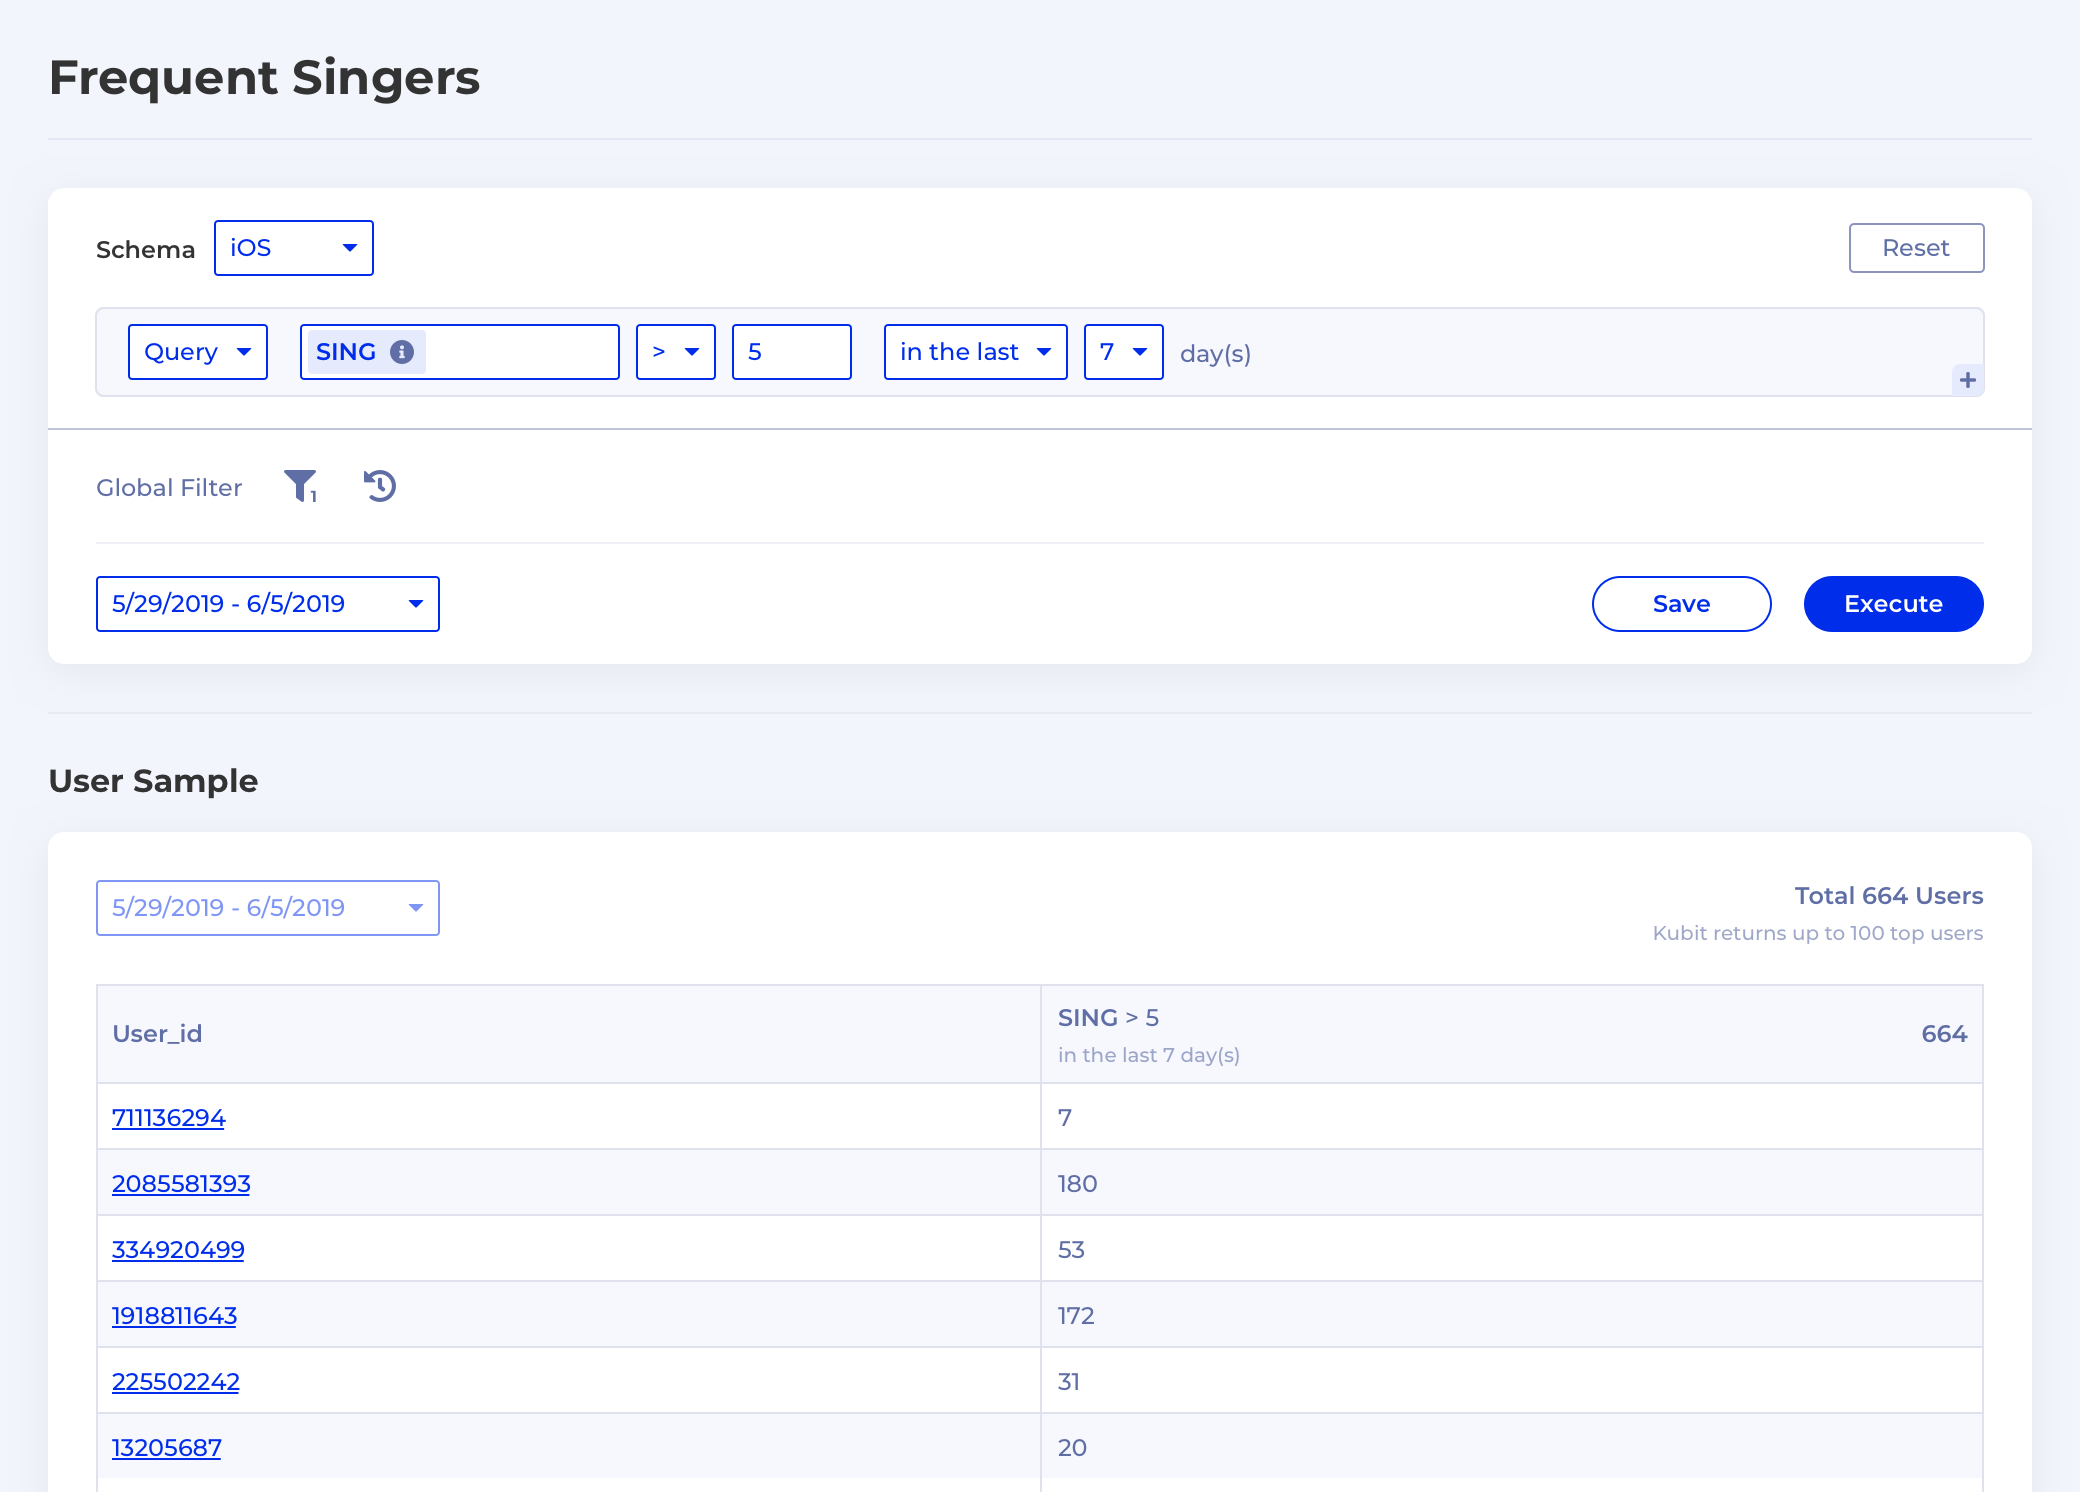 Frequent Singers
Schema iOS Reset
Query SING > 5 in the last 7 day(s)
Global Filter 1
5/29/2019 - 6/5/2019 Save Execute
User Sample
5/29/2019 - 6/5/2019 Total 664 Users
Kubit returns up to 100 top users
User_id SING > 5 664
in the last 7 day(s)
711136294 7
2085581393 180
334920499 53
1918811643 172
225502242 31
13205687 20